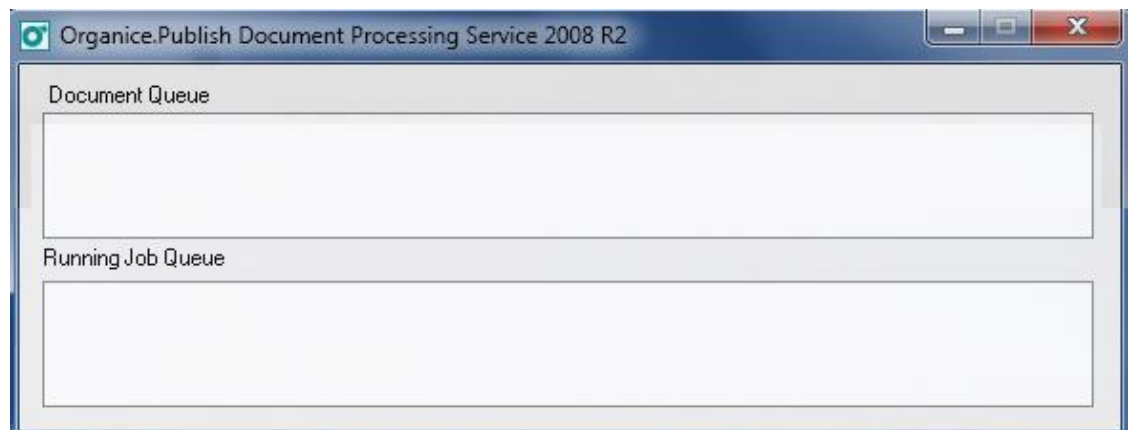 Organice.Publish Document Processing Service 2008 R2
Document Queue
Running Job Queue